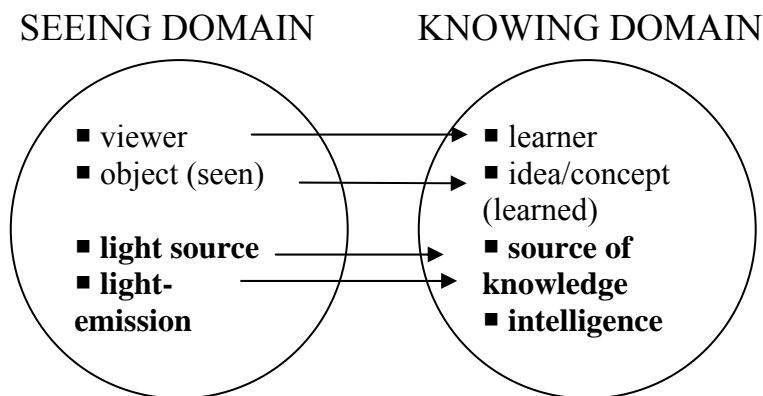 SEEING DOMAIN
KNOWING DOMAIN
▪ viewer
▪ object (seen)
▪ light source
▪ light-
emission
▪ learner
▪ idea/concept
(learned)
▪ source of
knowledge
▪ intelligence